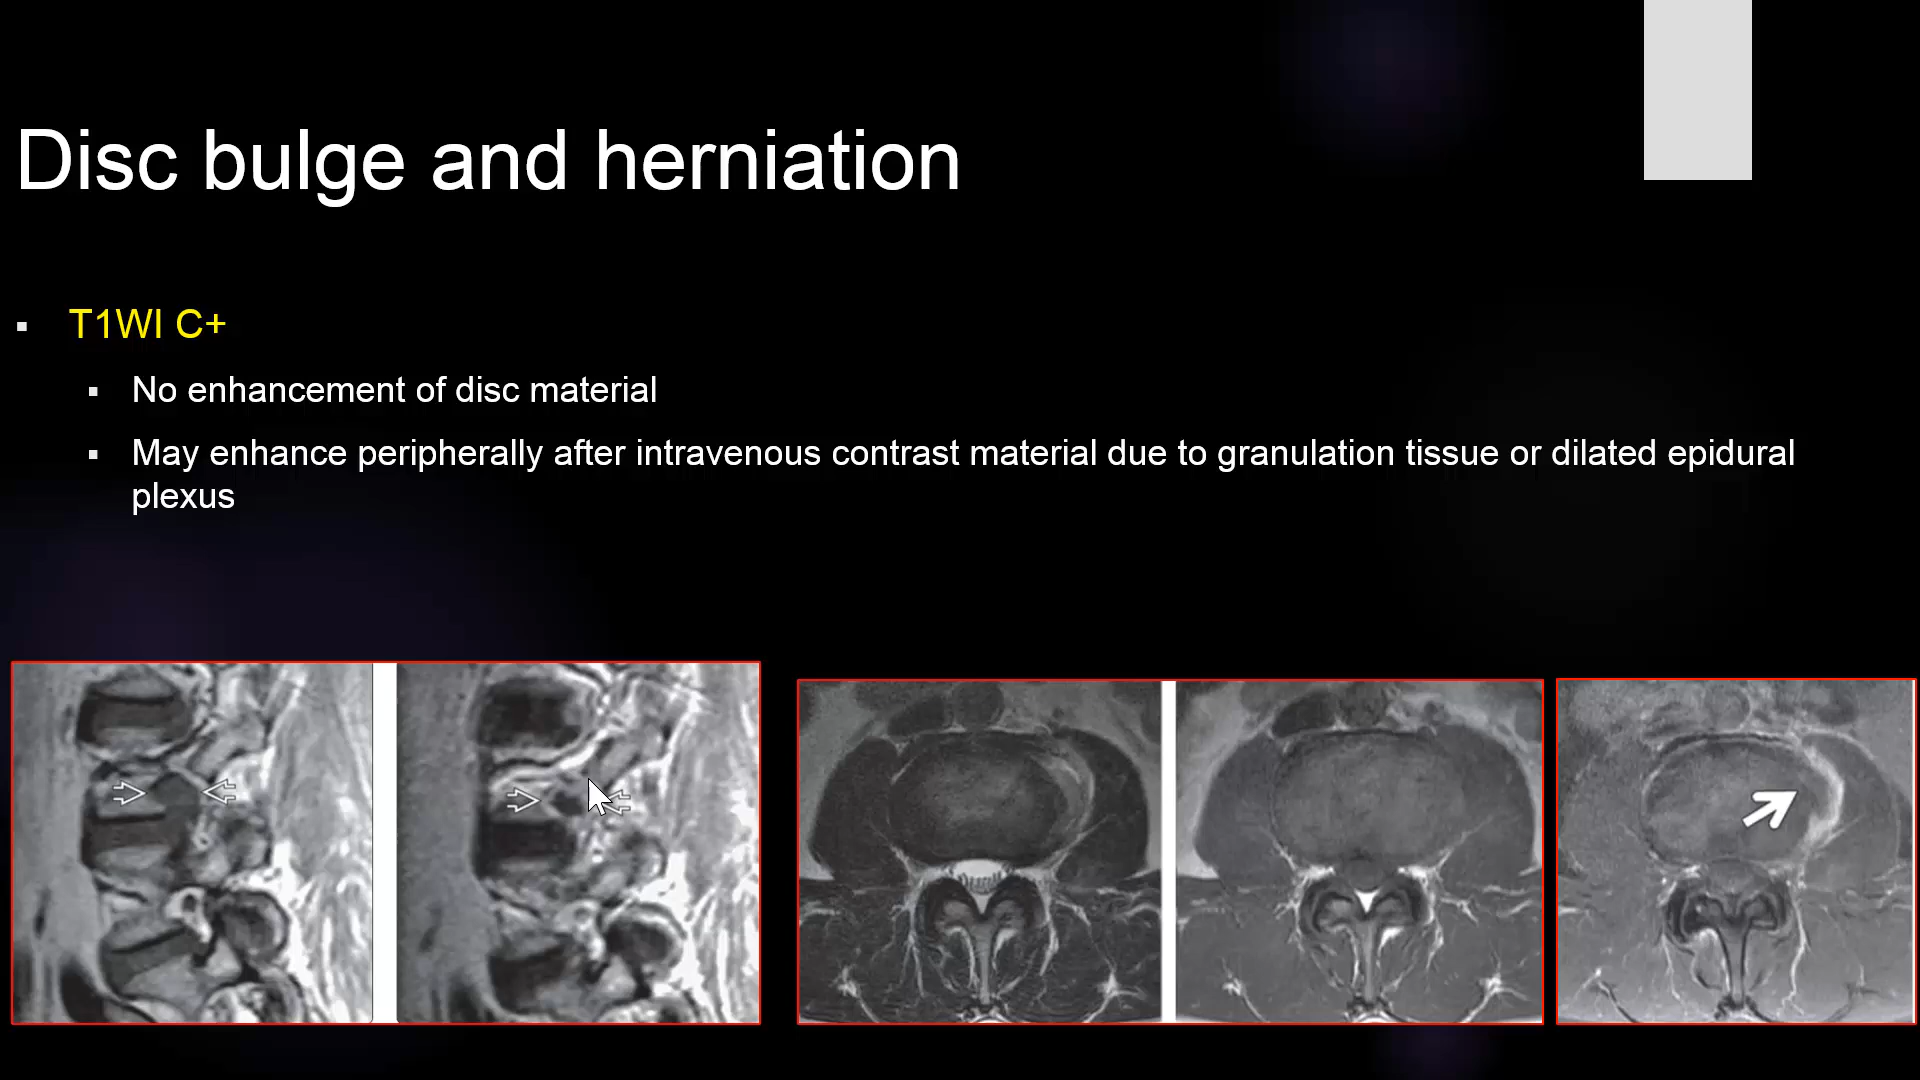 Disc bulge and herniation
T1WI C+
No enhancement of disc material
May enhance peripherally after intravenous contrast material due to granulation tissue or dilated epidural
plexus